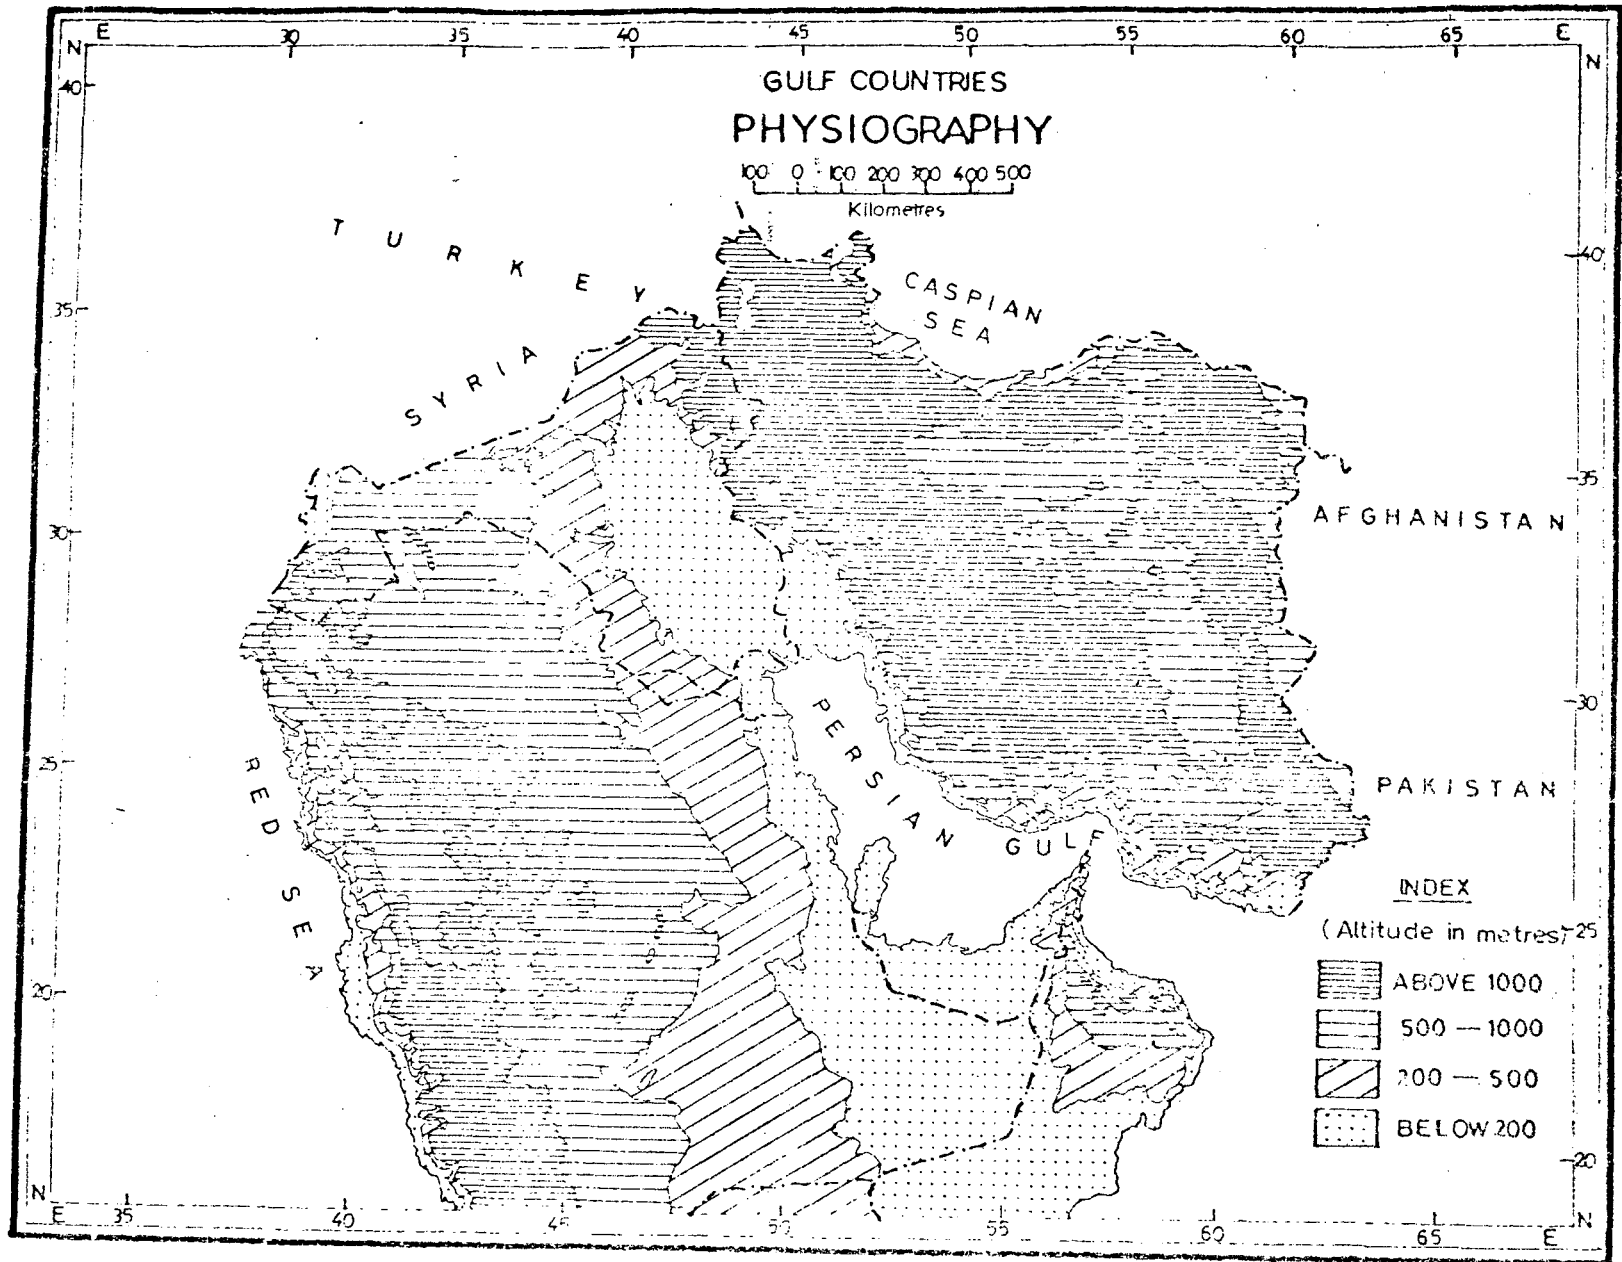 N E 30 35 40 45 50 55 60 65 E N
40
GULF COUNTRIES
PHYSIOGRAPHY
100 0 100 200 300 400 500
Kilometres
TURKEY
CASPIAN
SEA
40
35
SYRIA
35
AFGHANISTAN
30
PERSIAN GULF
30
25
RED SEA
PAKISTAN
INDEX
(Altitude in metres)
25
20
ABOVE 1000
500 — 1000
200 — 500
BELOW 200
20
N E 35 40 45 50 55 60 65 E N